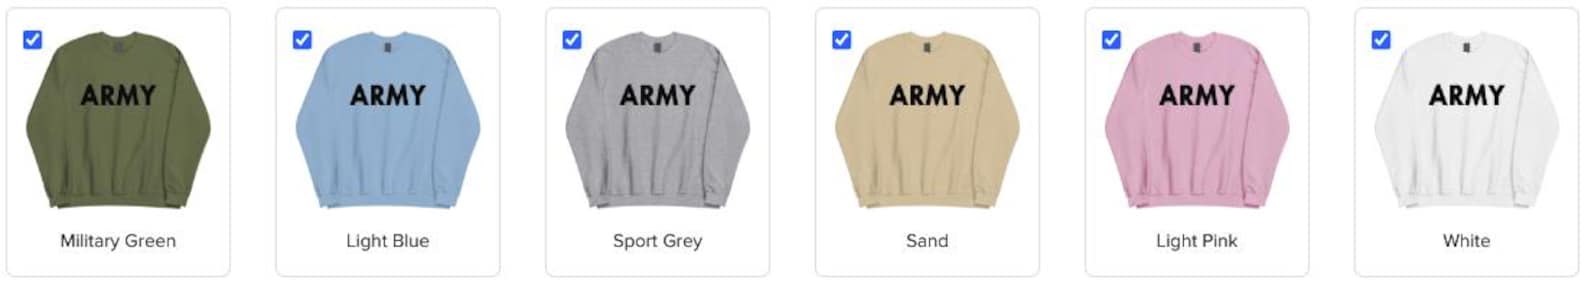 ARMY
Military Green
ARMY
Light Blue
ARMY
Sport Grey
ARMY
Sand
ARMY
Light Pink
ARMY
White